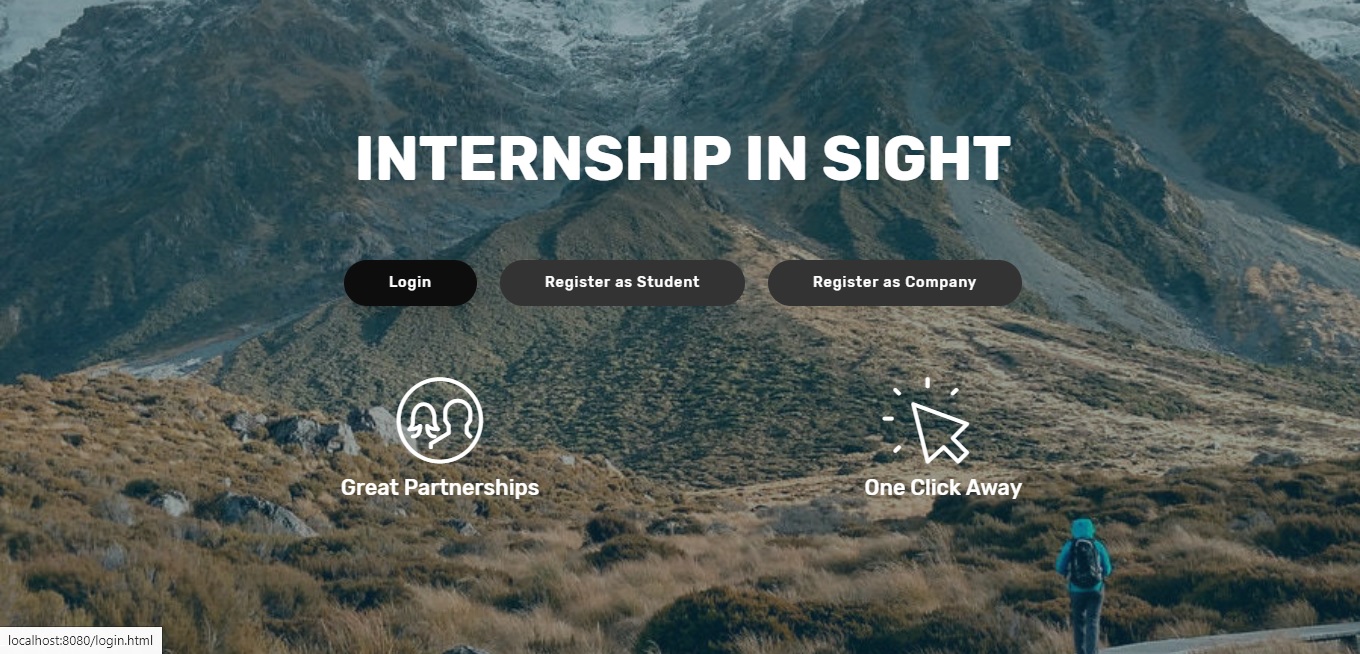 INTERNSHIP IN SIGHT
Login
Register as Student
Register as Company
Great Partnerships
One Click Away
localhost:8080/login.html